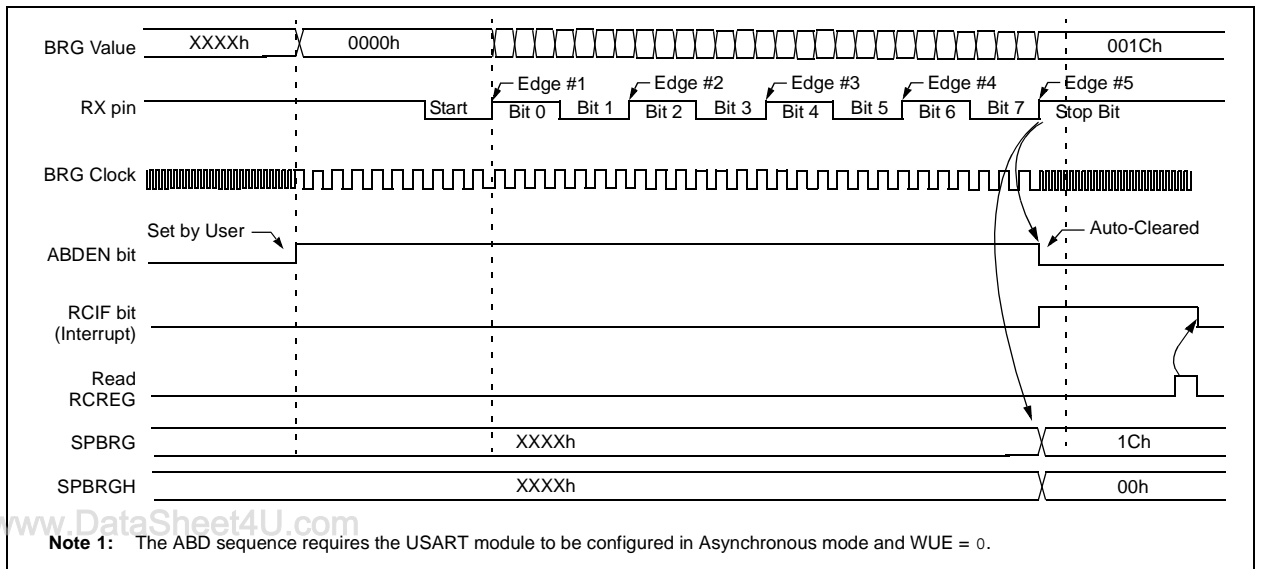 BRG Value XXXXh 0000h 001Ch
Edge #1 Edge #2 Edge #3 Edge #4 Edge #5
RX pin Start Bit 0 Bit 1 Bit 2 Bit 3 Bit 4 Bit 5 Bit 6 Bit 7 Stop Bit
BRG Clock
Set by User Auto-Cleared
ABDEN bit
RCIF bit
(Interrupt)
Read
RCREG
SPBRG XXXXh 1Ch
SPBRGH XXXXh 00h
www.DataSheet4U.com
Note 1: The ABD sequence requires the USART module to be configured in Asynchronous mode and WUE = 0.